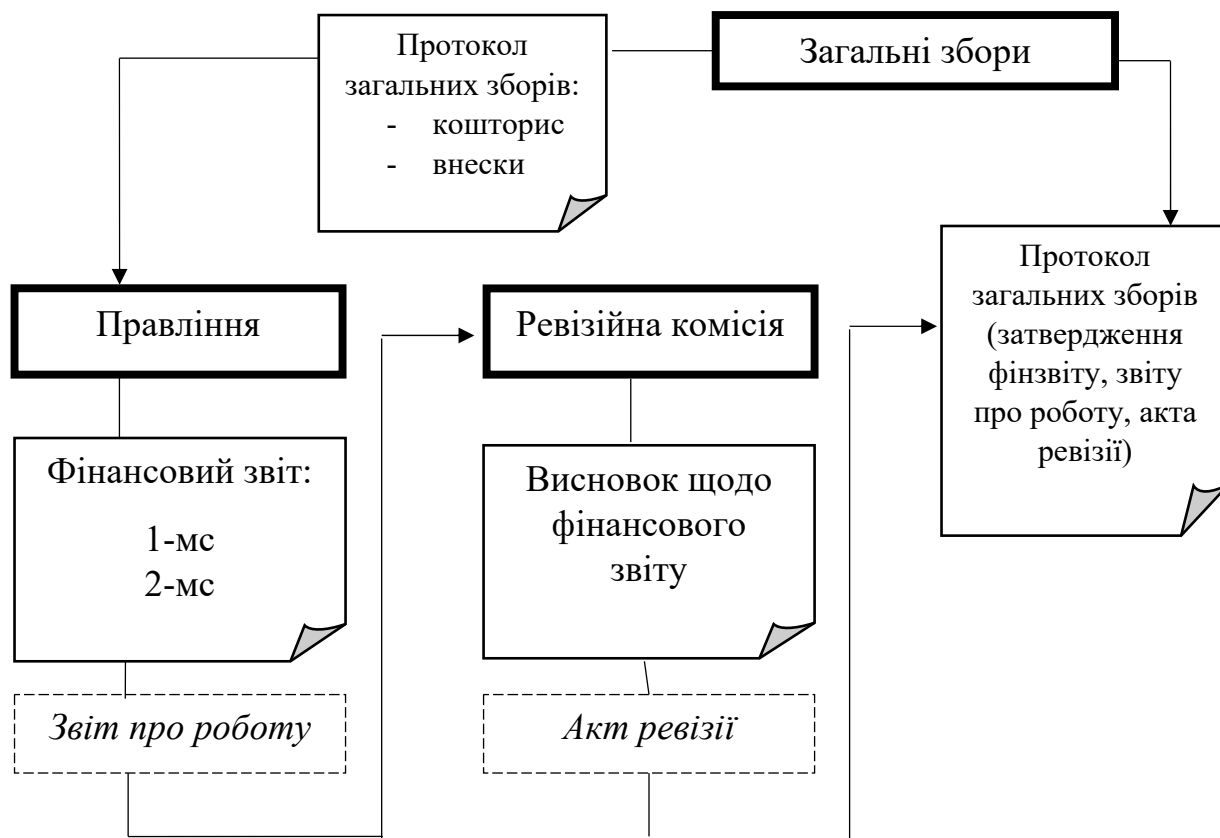 Протокол
загальних зборів:
- кошторис
- внески
Загальні збори
Правління
Ревізійна комісія
Протокол
загальних зборів
(затвердження
фінзвіту, звіту
про роботу, акта
ревізії)
Фінансовий звіт:
1-мс
2-мс
Висновок щодо
фінансового
звіту
Звіт про роботу
Акт ревізії